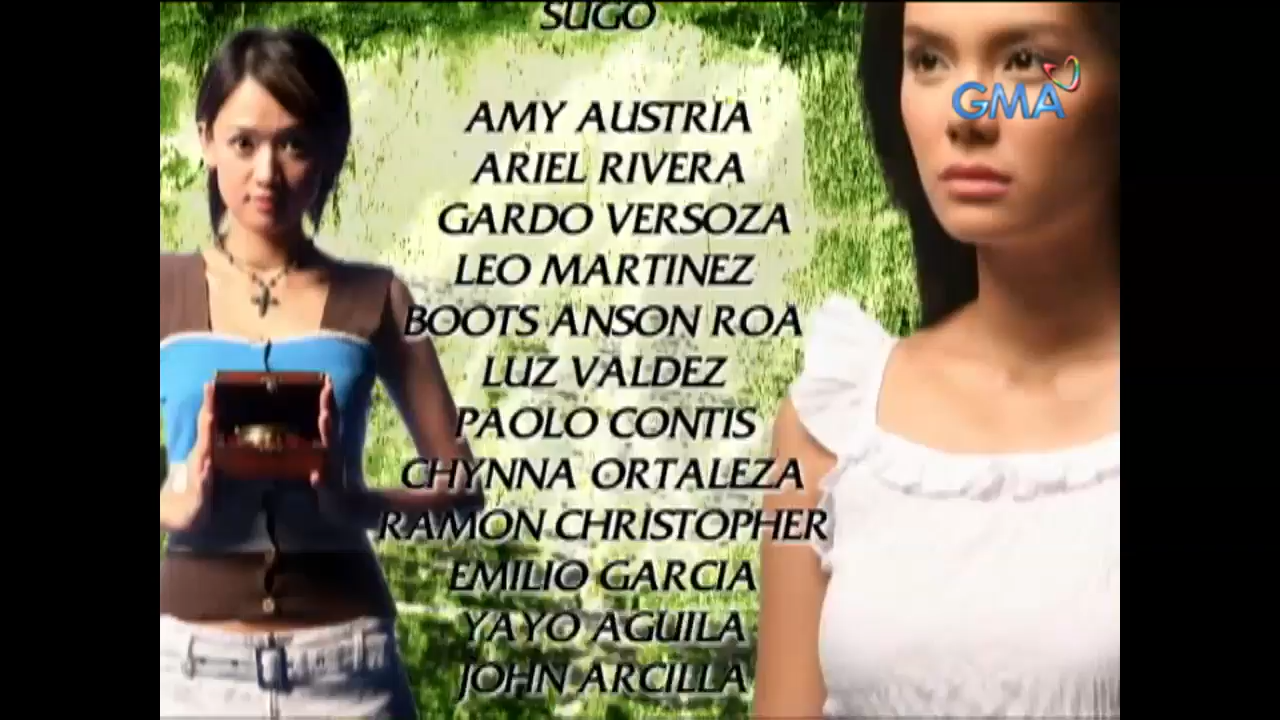 SUGO
GMA
AMY AUSTRIA
ARIEL RIVERA
GARDO VERSOZA
LEO MARTINEZ
BOOTS ANSON ROA
LUZ VALDEZ
PAOLO CONTIS
CHYNNA ORTALEZA
RAMON CHRISTOPHER
EMILIO GARCIA
YAYO AGUILA
JOHN ARCILLA